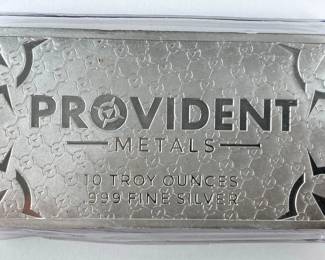 PROVIDENT
METALS
10 TROY OUNCES
.999 FINE SILVER